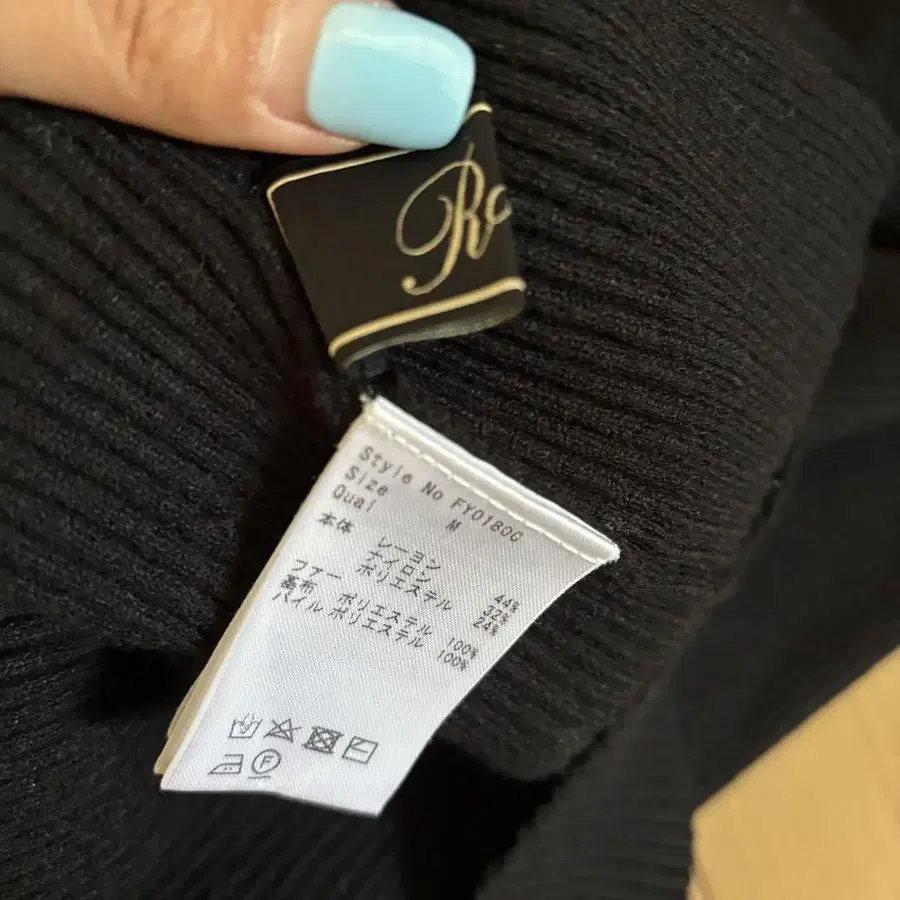 R
Style No FY01800
Size M
Qual
本体
レーヨン 44%
ナイロン 32%
ポリエステル 24%
ファー
基布 ポリエステル 100%
パイル ポリエステル 100%
F